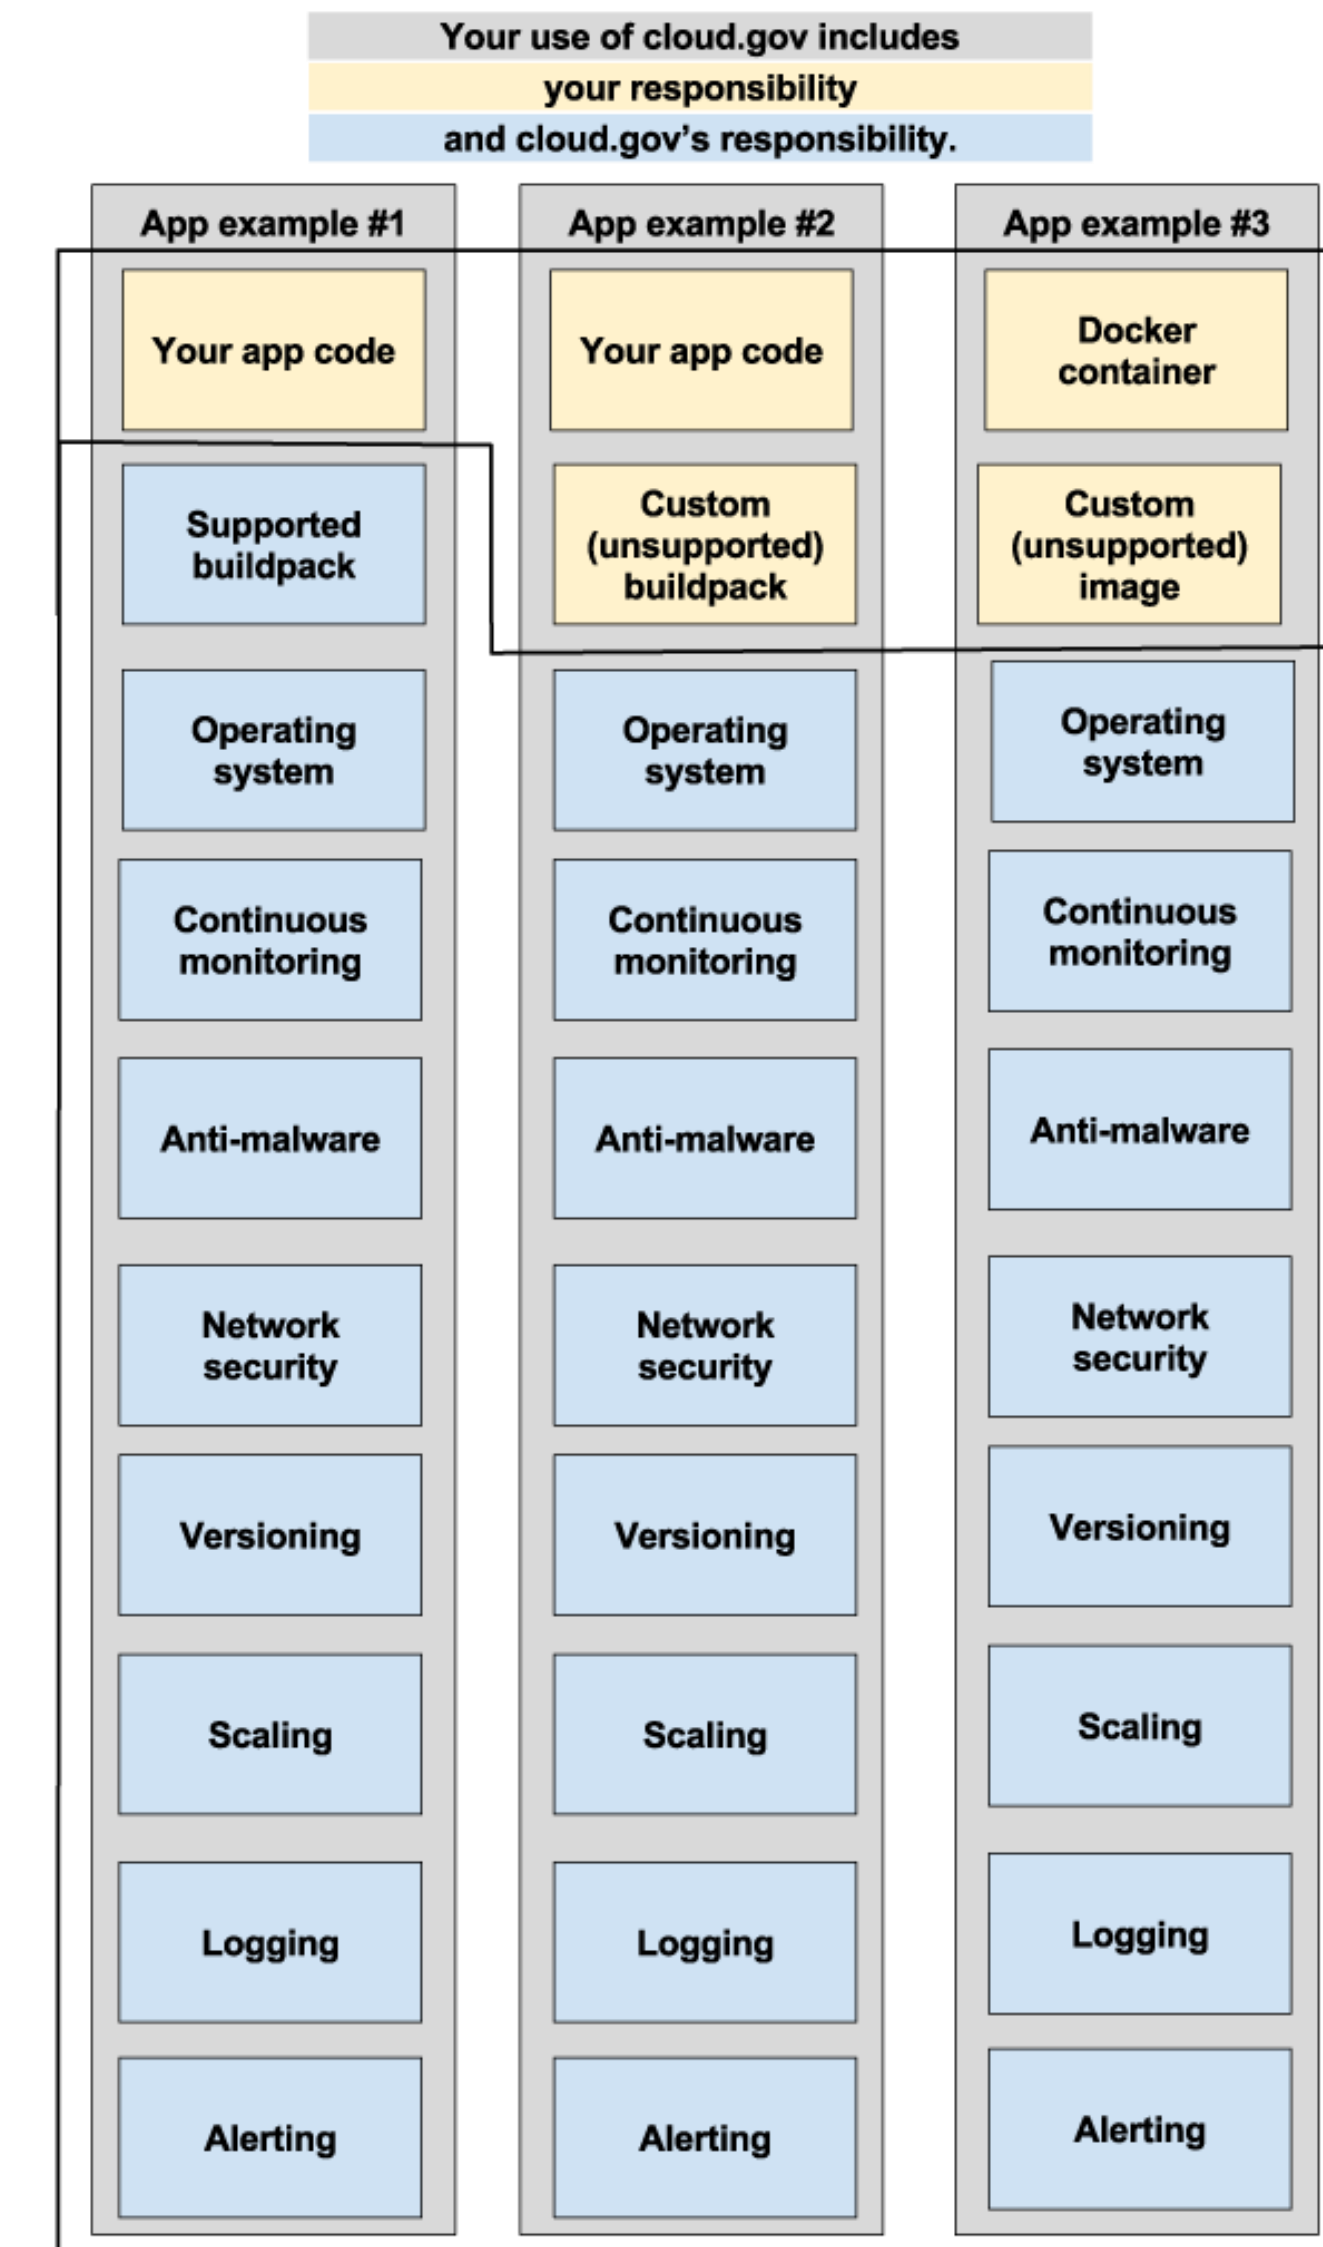 Your use of cloud.gov includes
your responsibility
and cloud.gov's responsibility.
App example #1
Your app code
Supported
buildpack
Operating
system
Continuous
monitoring
Anti-malware
Network
security
Versioning
Scaling
Logging
Alerting
App example #2
Your app code
Custom
(unsupported)
buildpack
Operating
system
Continuous
monitoring
Anti-malware
Network
security
Versioning
Scaling
Logging
Alerting
App example #3
Docker
container
Custom
(unsupported)
image
Operating
system
Continuous
monitoring
Anti-malware
Network
security
Versioning
Scaling
Logging
Alerting